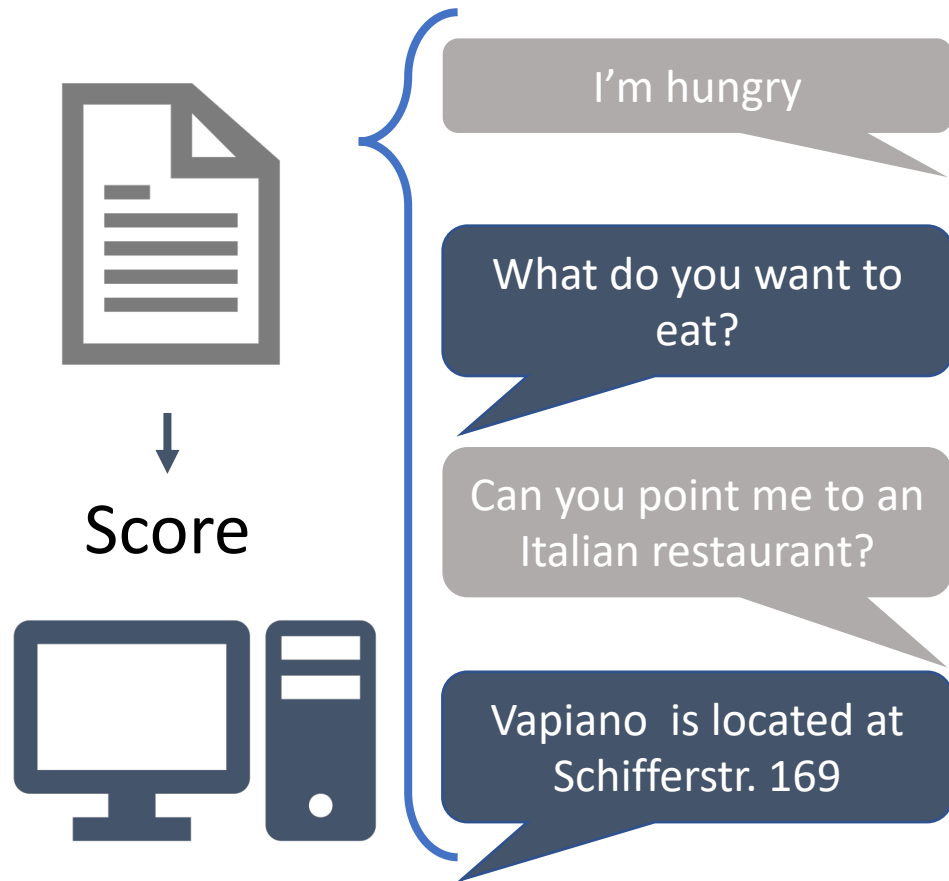 I’m hungry
What do you want to
eat?
Can you point me to an
Italian restaurant?
Vapiano  is located at
Schifferstr. 169
Score